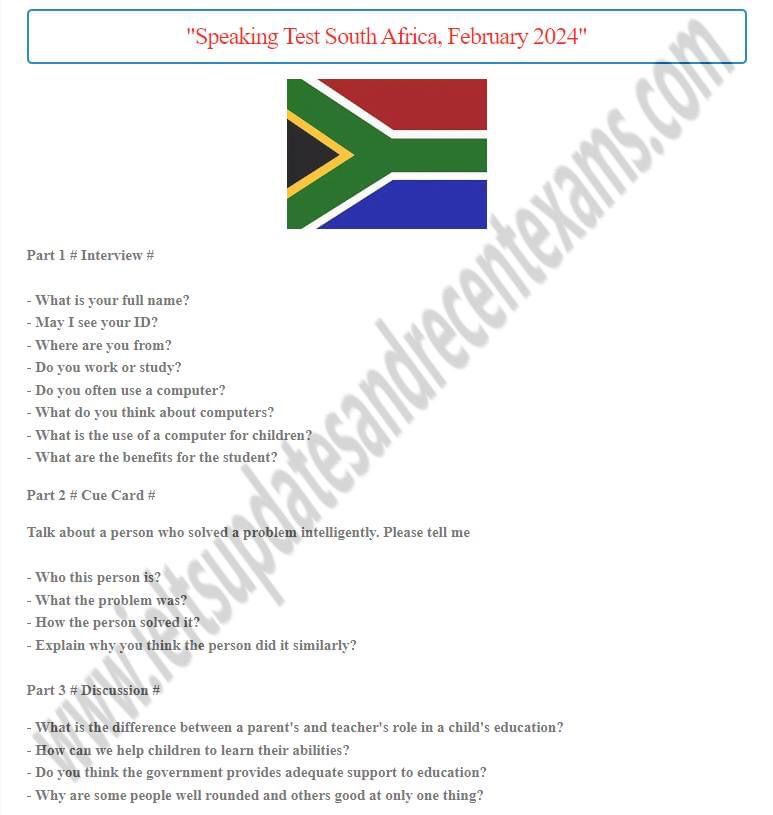 "Speaking Test South Africa, February 2024"
Part 1 # Interview #
- What is your full name?
- May I see your ID?
- Where are you from?
- Do you work or study?
- Do you often use a computer?
- What do you think about computers?
- What is the use of a computer for children?
- What are the benefits for the student?
Part 2 # Cue Card #
Talk about a person who solved a problem intelligently. Please tell me
- Who this person is?
- What the problem was?
- How the person solved it?
- Explain why you think the person did it similarly?
Part 3 # Discussion #
- What is the difference between a parent's and teacher's role in a child's education?
- How can we help children to learn their abilities?
- Do you think the government provides adequate support to education?
- Why are some people well rounded and others good at only one thing?
www.ieltsupdatesandrecentexams.com